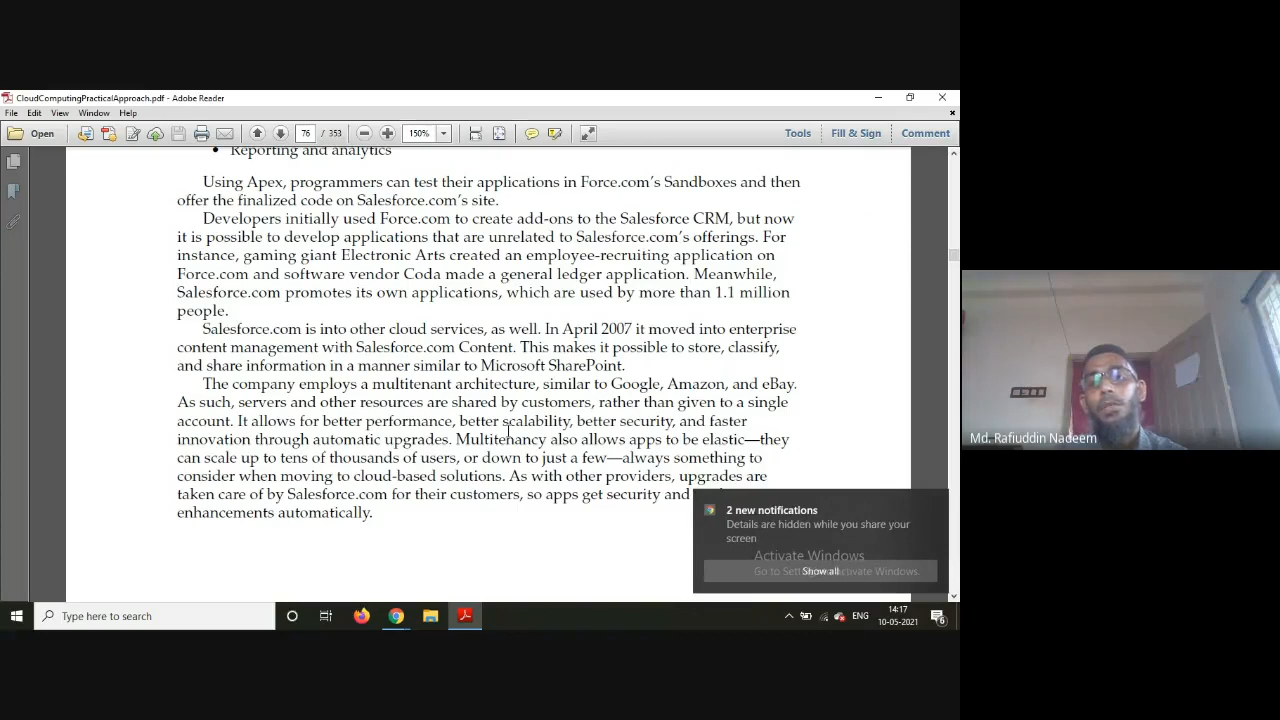 CloudComputingPracticalApproach.pdf - Adobe Reader
File Edit View Window Help
Open 76 / 353 150% Tools Fill & Sign Comment
• Reporting and analytics
Using Apex, programmers can test their applications in Force.com's Sandboxes and then
offer the finalized code on Salesforce.com's site.
Developers initially used Force.com to create add-ons to the Salesforce CRM, but now
it is possible to develop applications that are unrelated to Salesforce.com's offerings. For
instance, gaming giant Electronic Arts created an employee-recruiting application on
Force.com and software vendor Coda made a general ledger application. Meanwhile,
Salesforce.com promotes its own applications, which are used by more than 1.1 million
people.
Salesforce.com is into other cloud services, as well. In April 2007 it moved into enterprise
content management with Salesforce.com Content. This makes it possible to store, classify,
and share information in a manner similar to Microsoft SharePoint.
The company employs a multitenant architecture, similar to Google, Amazon, and eBay.
As such, servers and other resources are shared by customers, rather than given to a single
account. It allows for better performance, better scalability, better security, and faster
innovation through automatic upgrades. Multitenancy also allows apps to be elastic—they
can scale up to tens of thousands of users, or down to just a few—always something to
consider when moving to cloud-based solutions. As with other providers, upgrades are
taken care of by Salesforce.com for their customers, so apps get security and
enhancements automatically.
2 new notifications
Details are hidden while you share your
screen
Activate Windows
Go to Settings to activate Windows.
Show all
Md. Rafiuddin Nadeem
Type here to search
ENG
14:17
10-05-2021
6